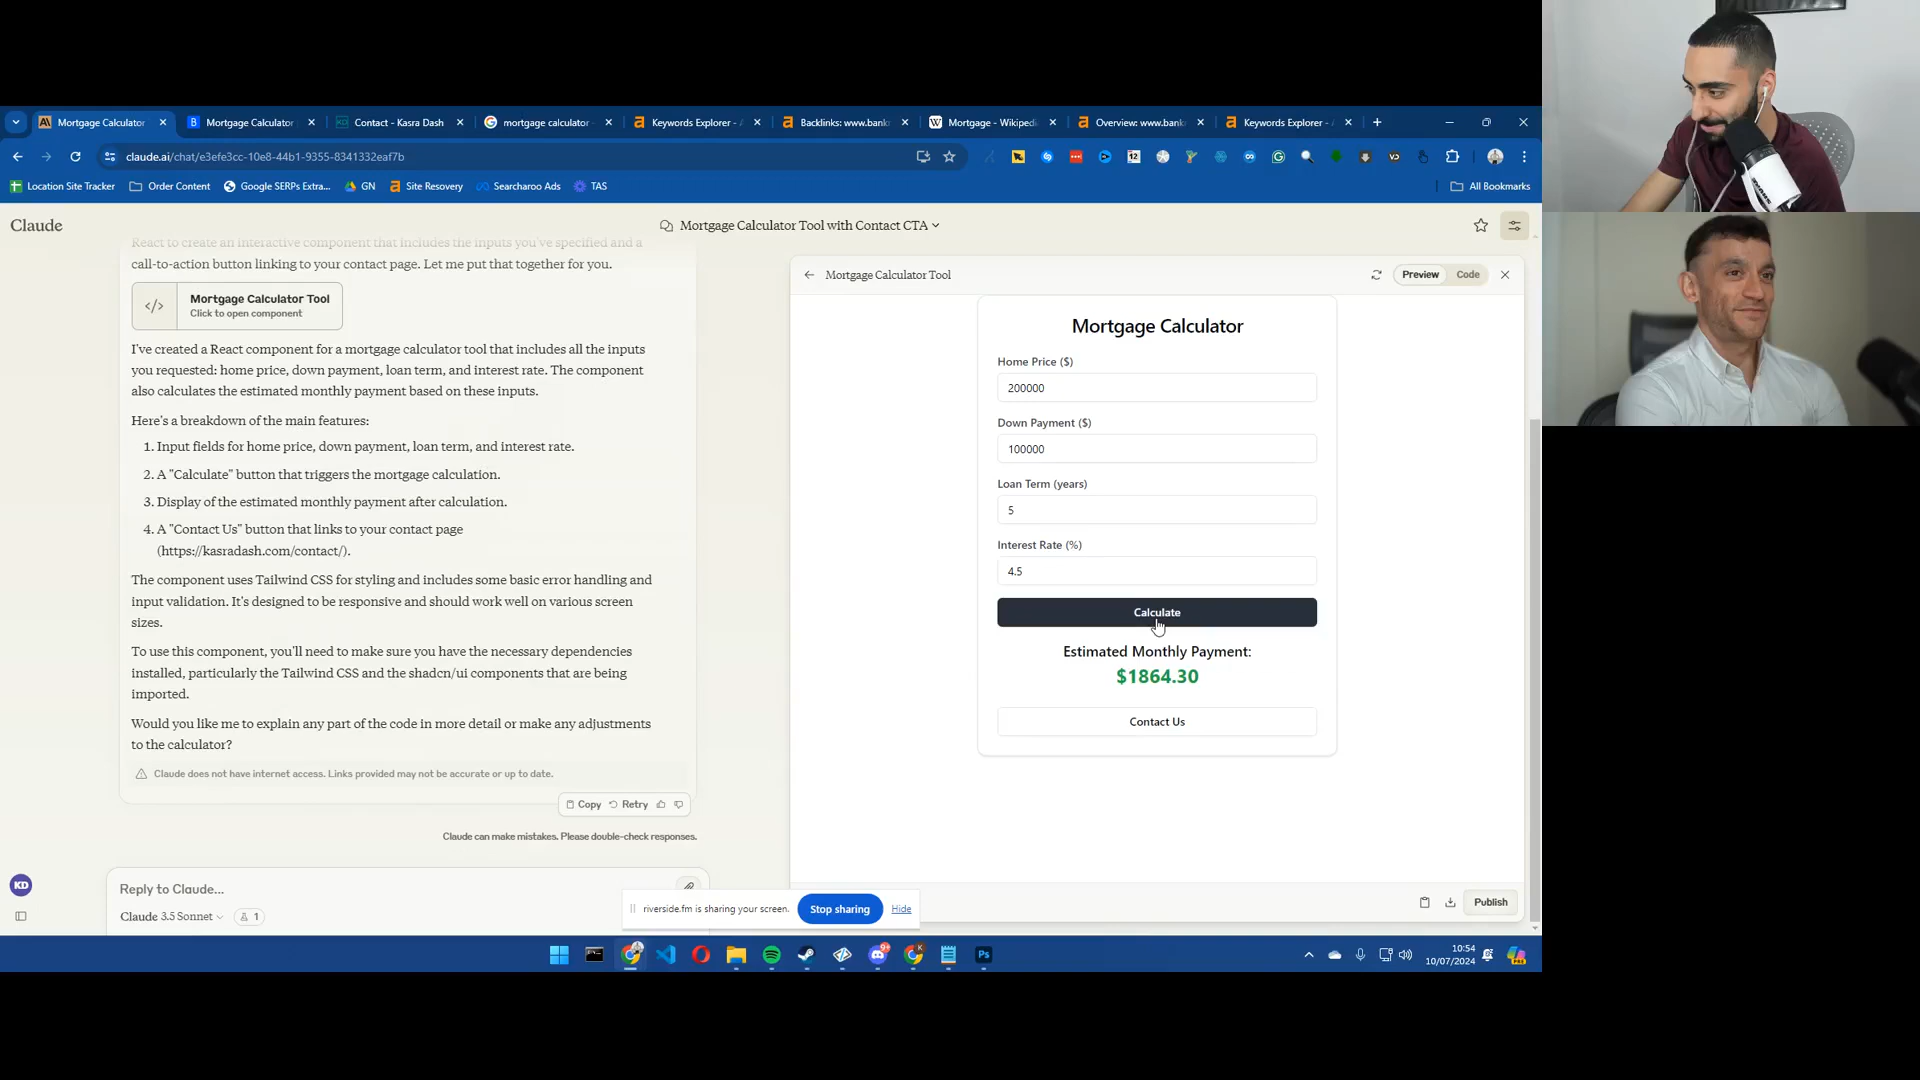 Mortgage Calculator
Mortgage Calculator
Contact - Kasra Dash
mortgage calculator -
Keywords Explorer - A
Backlinks: www.bank
Mortgage - Wikipedi
Overview: www.bank
Keywords Explorer - A
claude.ai/chat/e3efe3cc-10e8-44b1-9355-8341332eaf7b
Location Site Tracker
Order Content
Google SERPs Extra...
GN
Site Recovery
Searcharoo Ads
TAS
All Bookmarks
Claude
Mortgage Calculator Tool with Contact CTA
React to create an interactive component that includes the inputs you've specified and a
call-to-action button linking to your contact page. Let me put that together for you.
</>
Mortgage Calculator Tool
Click to open component
I've created a React component for a mortgage calculator tool that includes all the inputs
you requested: home price, down payment, loan term, and interest rate. The component
also calculates the estimated monthly payment based on these inputs.
Here's a breakdown of the main features:
1. Input fields for home price, down payment, loan term, and interest rate.
2. A "Calculate" button that triggers the mortgage calculation.
3. Display of the estimated monthly payment after calculation.
4. A "Contact Us" button that links to your contact page
(https://kasradash.com/contact/).
The component uses Tailwind CSS for styling and includes some basic error handling and
input validation. It's designed to be responsive and should work well on various screen
sizes.
To use this component, you'll need to make sure you have the necessary dependencies
installed, particularly the Tailwind CSS and the shadcn/ui components that are being
imported.
Would you like me to explain any part of the code in more detail or make any adjustments
to the calculator?
Claude does not have internet access. Links provided may not be accurate or up to date.
Copy
Retry
Claude can make mistakes. Please double-check responses.
KD
Reply to Claude...
Claude 3.5 Sonnet
1
Mortgage Calculator Tool
Preview
Code
Mortgage Calculator
Home Price ($)
200000
Down Payment ($)
100000
Loan Term (years)
5
Interest Rate (%)
4.5
Calculate
Estimated Monthly Payment:
$1864.30
Contact Us
Publish
riverside.fm is sharing your screen.
Stop sharing
Hide
Ps
10:54
10/07/2024